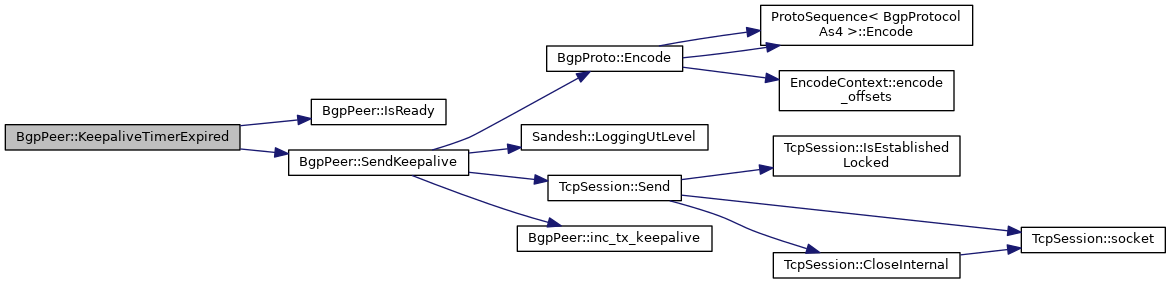 BgpPeer::KeepaliveTimerExpired
BgpPeer::IsReady
BgpPeer::SendKeepalive
BgpProto::Encode
Sandesh::LoggingUtLevel
TcpSession::Send
BgpPeer::inc_tx_keepalive
ProtoSequence< BgpProtocol
As4 >::Encode
EncodeContext::encode
_offsets
TcpSession::IsEstablished
Locked
TcpSession::CloseInternal
TcpSession::socket